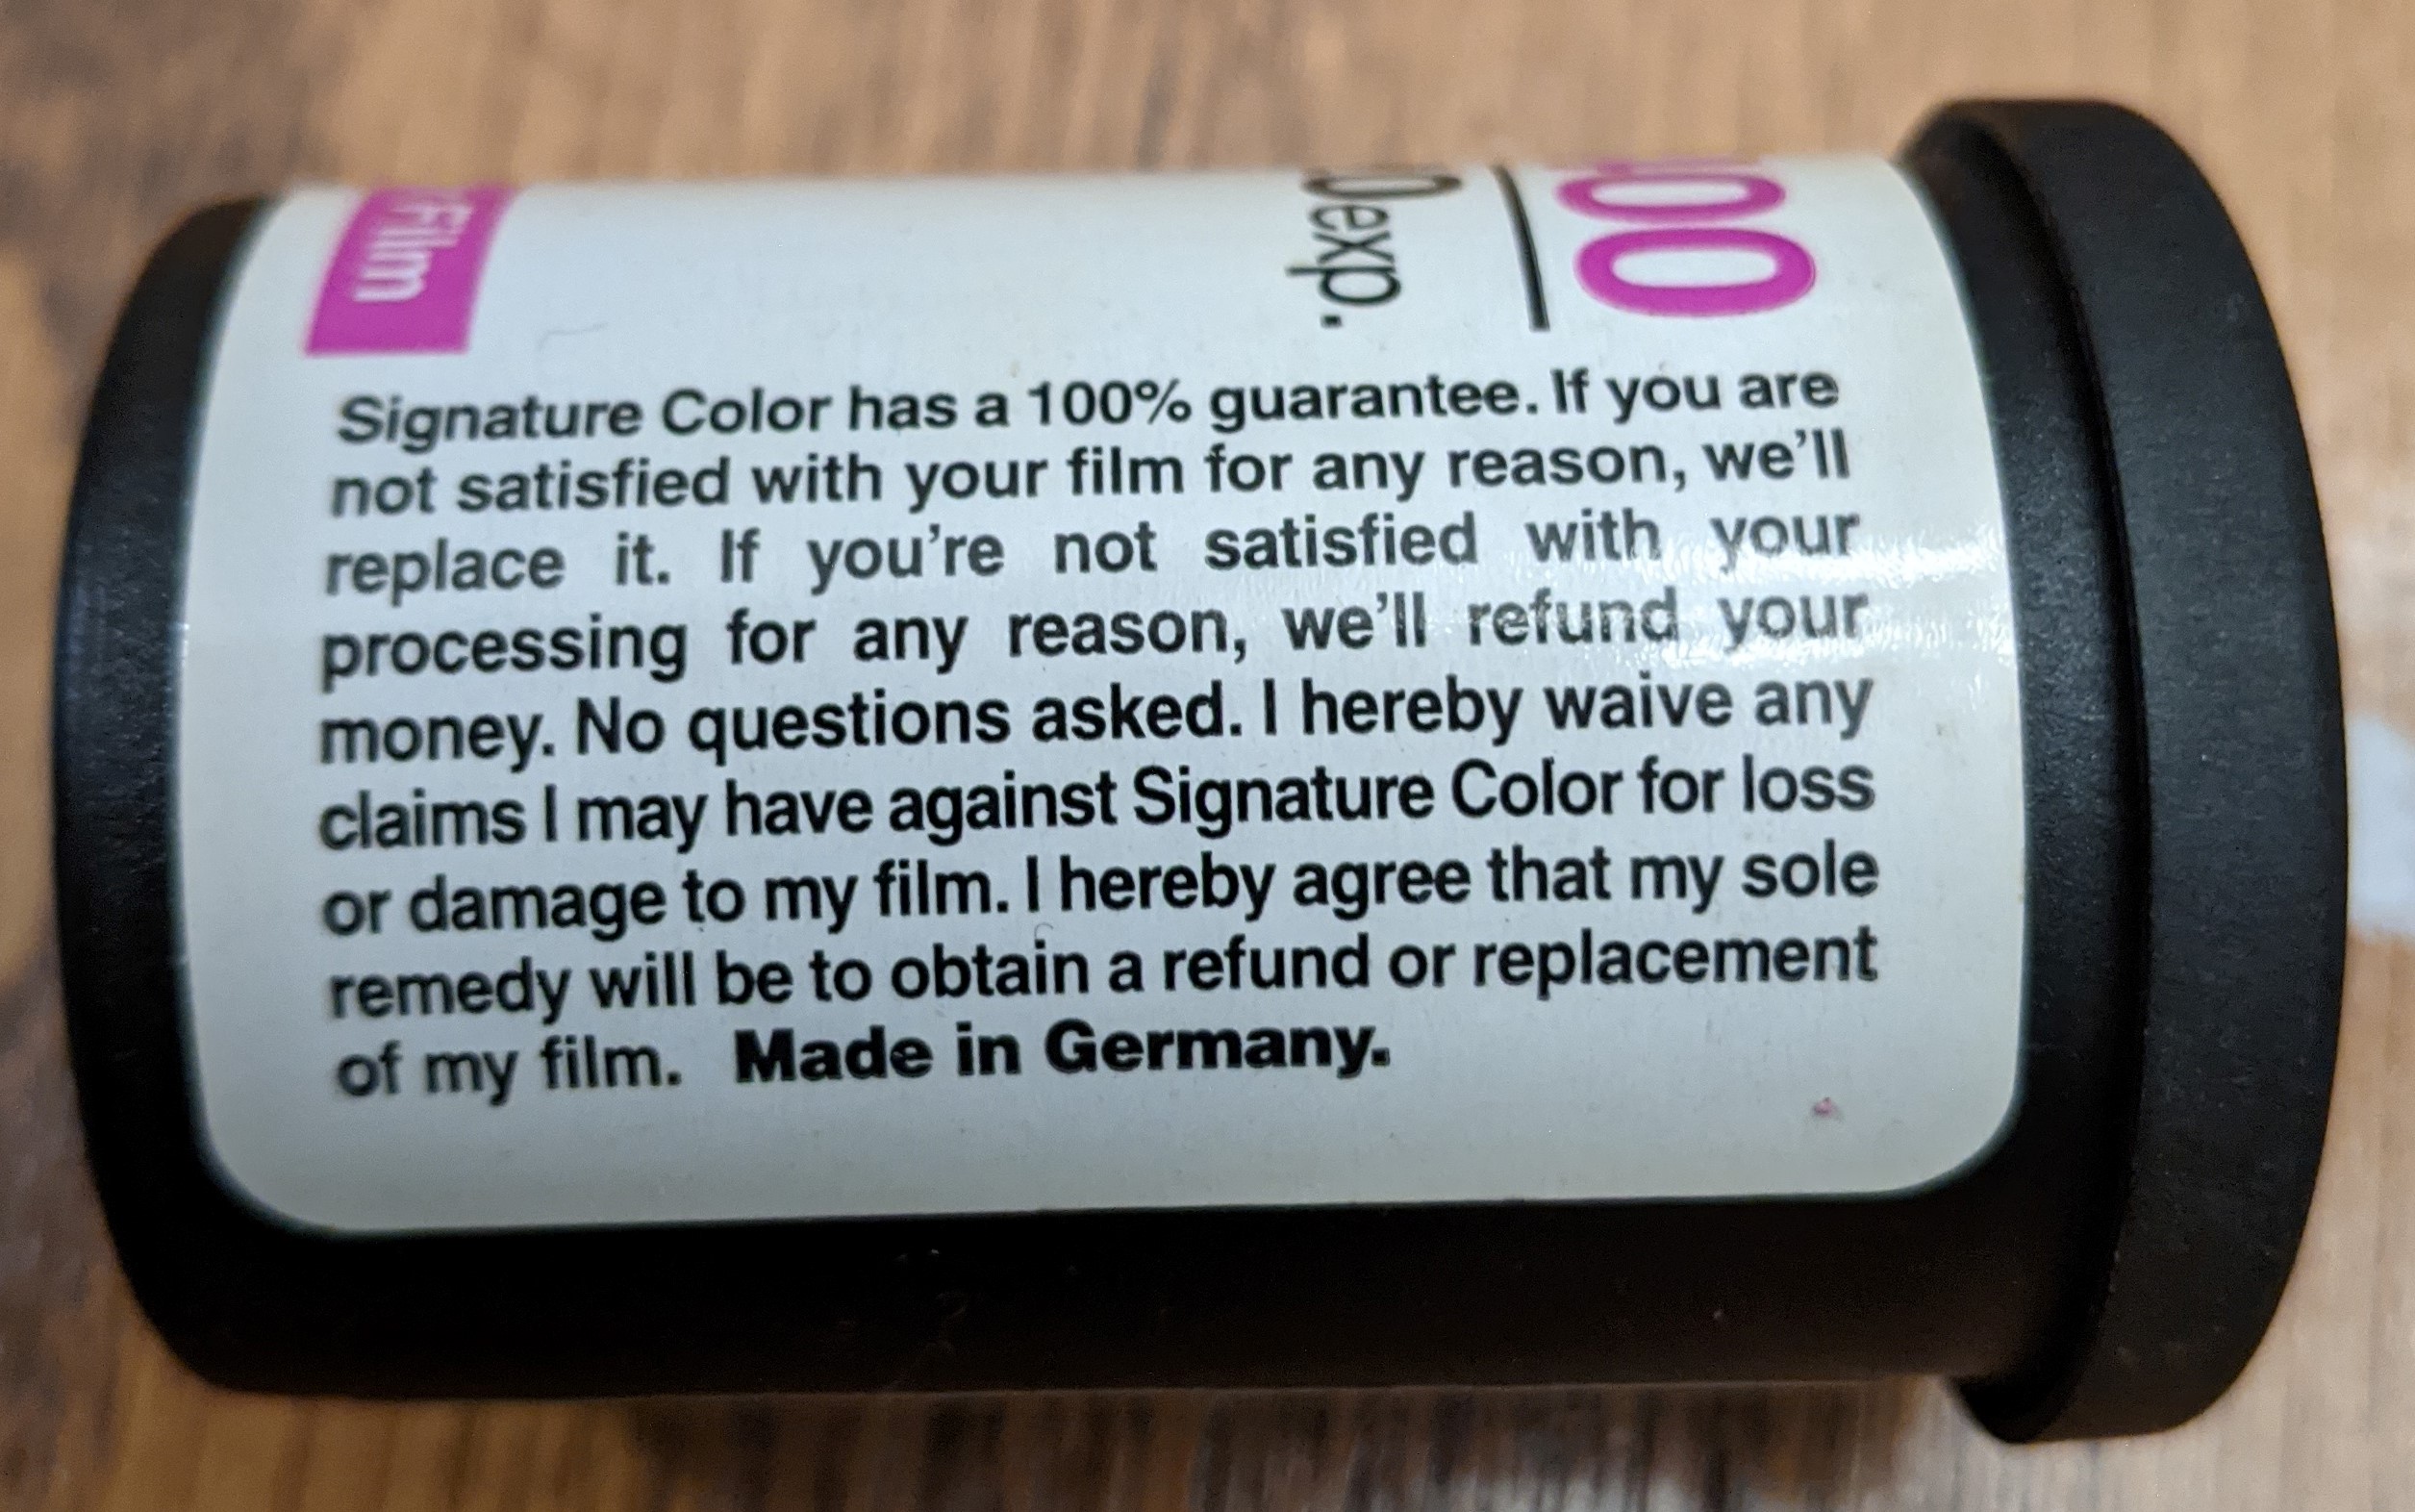 Film
exp.
00
Signature Color has a 100% guarantee. If you are
not satisfied with your film for any reason, we'll
replace it. If you're not satisfied with your
processing for any reason, we'll refund your
money. No questions asked. I hereby waive any
claims I may have against Signature Color for loss
or damage to my film. I hereby agree that my sole
remedy will be to obtain a refund or replacement
of my film. Made in Germany.